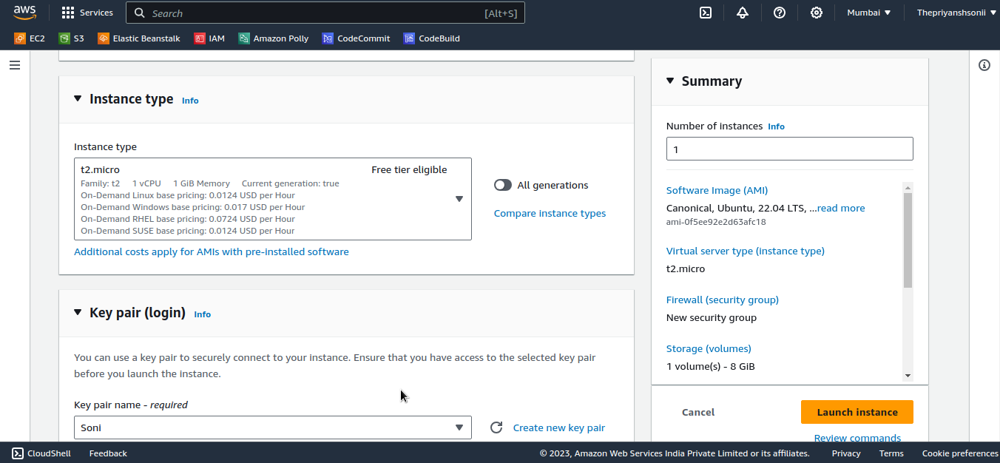 aws
Services
Search [Alt+S]
Mumbai
Thepriyanshsonii
EC2
S3
Elastic Beanstalk
IAM
Amazon Polly
CodeCommit
CodeBuild
Instance type Info
Instance type
t2.micro Free tier eligible
Family: t2 1 vCPU 1 GiB Memory Current generation: true
On-Demand Linux base pricing: 0.0124 USD per Hour
On-Demand Windows base pricing: 0.017 USD per Hour
On-Demand RHEL base pricing: 0.0724 USD per Hour
On-Demand SUSE base pricing: 0.0124 USD per Hour
All generations
Compare instance types
Additional costs apply for AMIs with pre-installed software
Key pair (login) Info
You can use a key pair to securely connect to your instance. Ensure that you have access to the selected key pair
before you launch the instance.
Key pair name - required
Soni
Create new key pair
Summary
Number of instances Info
1
Software Image (AMI)
Canonical, Ubuntu, 22.04 LTS, ...read more
ami-0f5ee92e2d63afc18
Virtual server type (instance type)
t2.micro
Firewall (security group)
New security group
Storage (volumes)
1 volume(s) - 8 GiB
Cancel
Launch instance
Review commands
CloudShell
Feedback
© 2023, Amazon Web Services India Private Limited or its affiliates.
Privacy
Terms
Cookie preferences